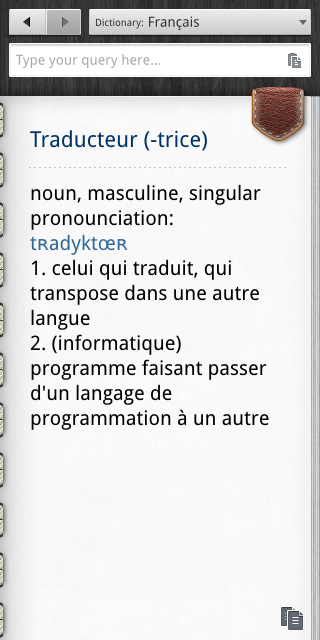 Dictionary: Français
Type your query here...
Traducteur (-trice)
noun, masculine, singular
pronounciation:
tʀadyktœʀ
1. celui qui traduit, qui
transpose dans une autre
langue
2. (informatique)
programme faisant passer
d'un langage de
programmation à un autre